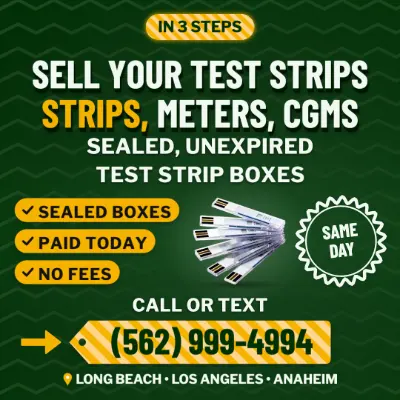 IN 3 STEPS
SELL YOUR TEST STRIPS
STRIPS, METERS, CGMS
SEALED, UNEXPIRED
TEST STRIP BOXES
SEALED BOXES
PAID TODAY
NO FEES
SAME
DAY
CALL OR TEXT
(562) 999-4994
LONG BEACH • LOS ANGELES • ANAHEIM